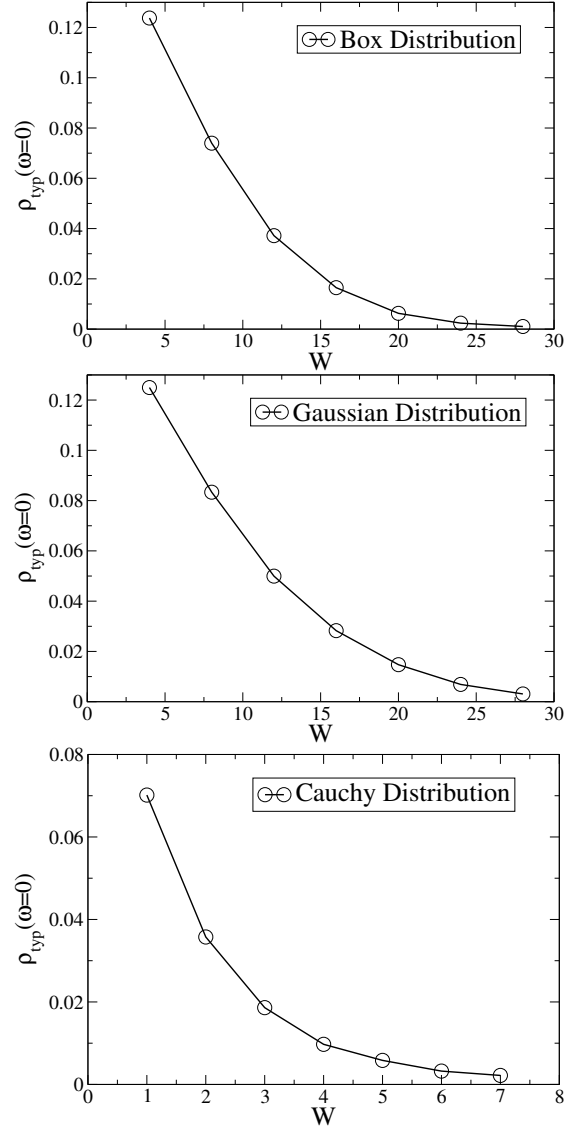 0.12
0.1
0.08
0.06
0.04
0.02
0
ρtyp(ω=0)
Box Distribution
0 5 10 15 20 25 30
W
0.12
0.1
0.08
0.06
0.04
0.02
0
ρtyp(ω=0)
Gaussian Distribution
0 5 10 15 20 25 30
W
0.08
0.06
0.04
0.02
0
ρtyp(ω=0)
Cauchy Distribution
0 1 2 3 4 5 6 7 8
W